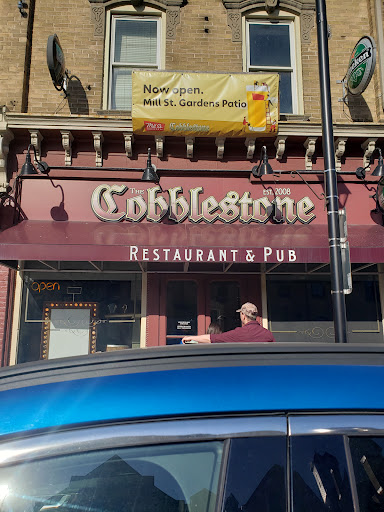 Now open.
Mill St. Gardens Patio
THE Cobblestone EST. 2008
RESTAURANT & PUB
open